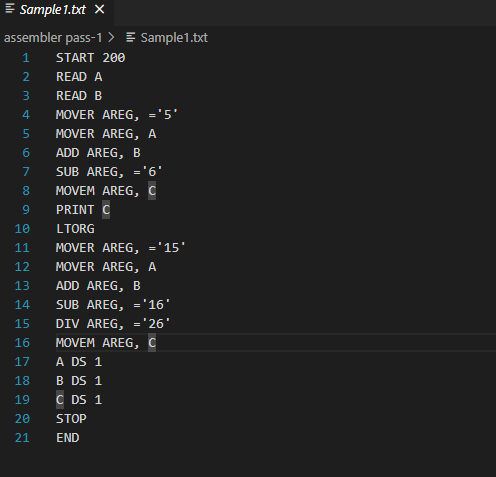 Sample1.txt ×
assembler pass-1 > Sample1.txt
1 START 200
2 READ A
3 READ B
4 MOVER AREG, ='5'
5 MOVER AREG, A
6 ADD AREG, B
7 SUB AREG, ='6'
8 MOVEM AREG, C
9 PRINT C
10 LTORG
11 MOVER AREG, ='15'
12 MOVER AREG, A
13 ADD AREG, B
14 SUB AREG, ='16'
15 DIV AREG, ='26'
16 MOVEM AREG, C
17 A DS 1
18 B DS 1
19 C DS 1
20 STOP
21 END